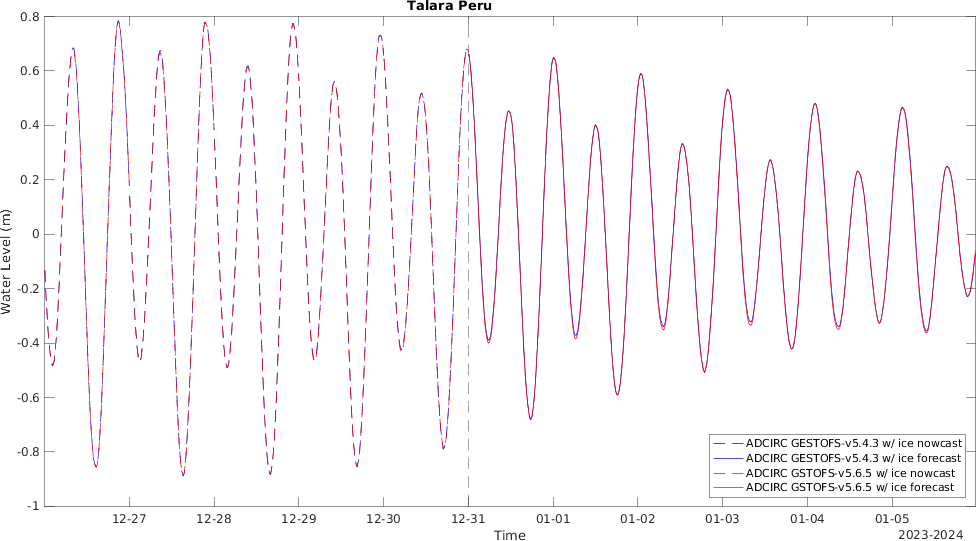 Talara Peru
0.8
0.6
0.4
0.2
0
-0.2
-0.4
-0.6
-0.8
-1
Water Level (m)
ADCIRC GESTOFS-v5.4.3 w/ ice nowcast
ADCIRC GESTOFS-v5.4.3 w/ ice forecast
ADCIRC GSTOFS-v5.6.5 w/ ice nowcast
ADCIRC GSTOFS-v5.6.5 w/ ice forecast
12-27 12-28 12-29 12-30 12-31 01-01 01-02 01-03 01-04 01-05
Time
2023-2024